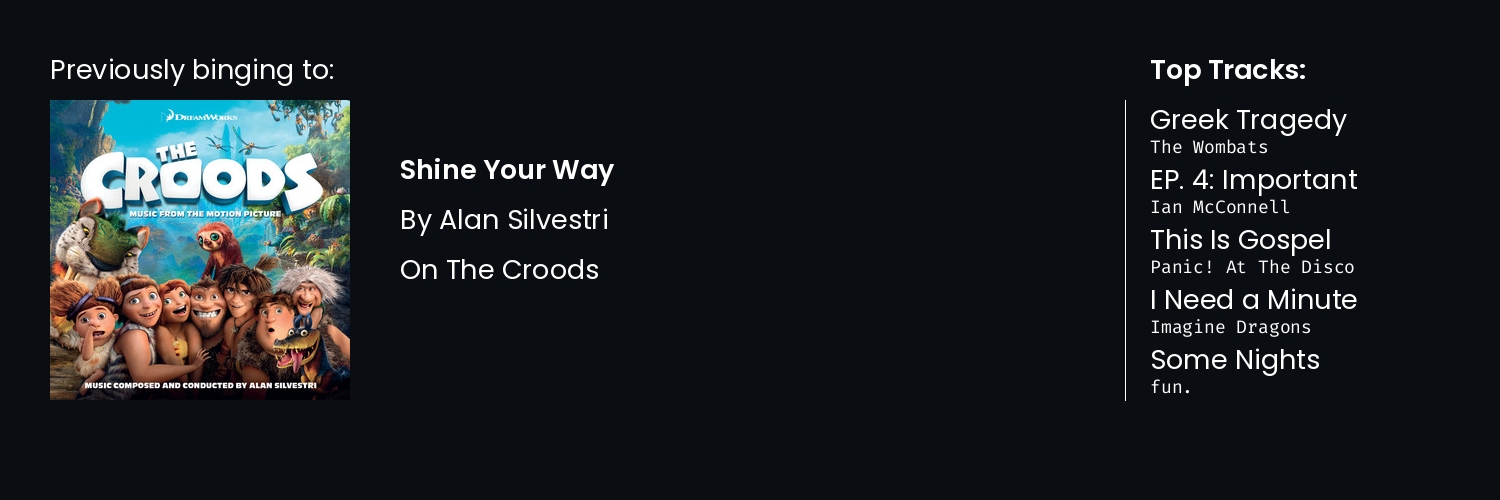 Previously binging to:
DREAMWORKS
THE
CROODS
MUSIC FROM THE MOTION PICTURE
MUSIC COMPOSED AND CONDUCTED BY ALAN SILVESTRI
Shine Your Way
By Alan Silvestri
On The Croods
Top Tracks:
Greek Tragedy
The Wombats
EP. 4: Important
Ian McConnell
This Is Gospel
Panic! At The Disco
I Need a Minute
Imagine Dragons
Some Nights
fun.